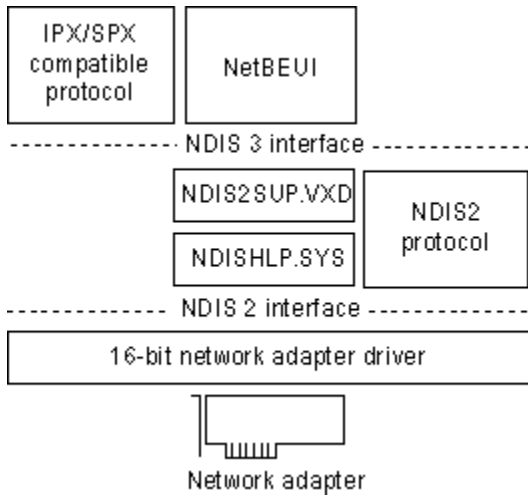 IPX/SPX
compatible
protocol
NetBEUI
NDIS 3 interface
NDIS2SUP.VXD
NDISHLP.SYS
NDIS2
protocol
NDIS 2 interface
16-bit network adapter driver
Network adapter